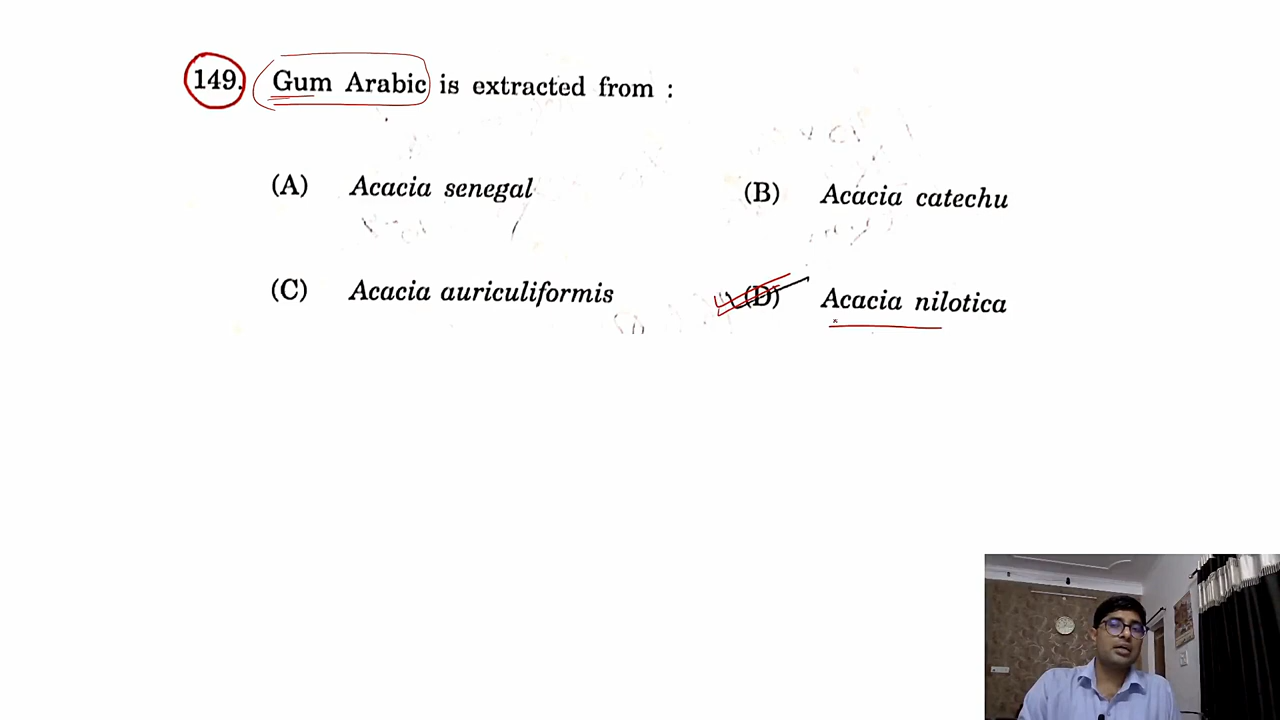 149. Gum Arabic is extracted from :
(A) Acacia senegal (B) Acacia catechu
(C) Acacia auriculiformis (D) Acacia nilotica